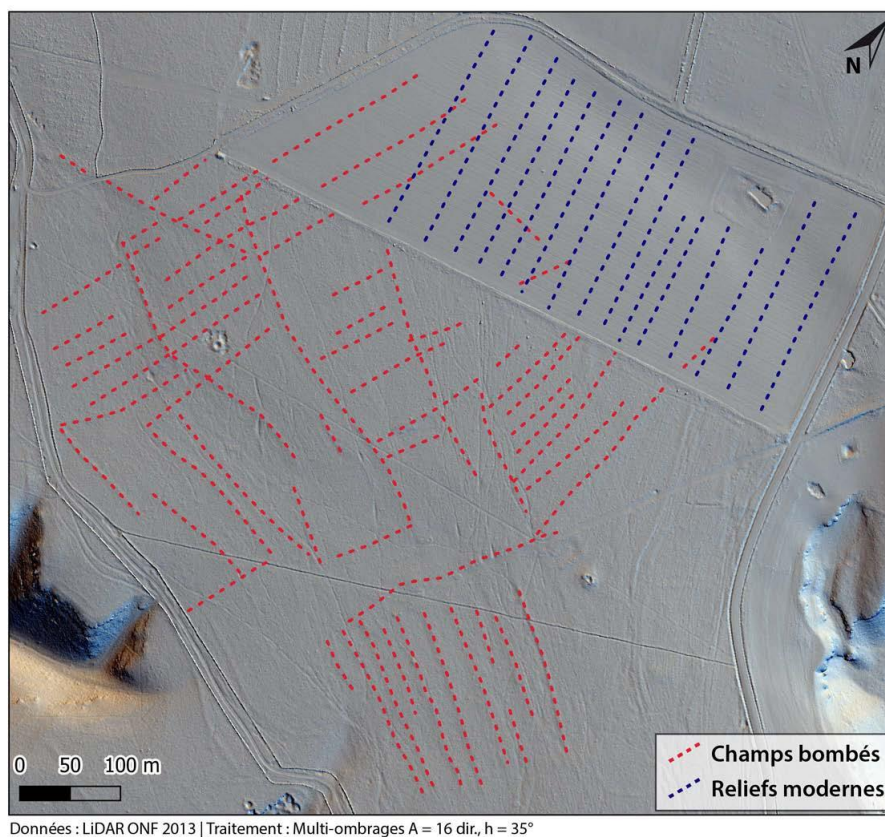 N
0 50 100 m
Champs bombés
Reliefs modernes
Données : LiDAR ONF 2013 | Traitement : Multi-ombrages A = 16 dir., h = 35°